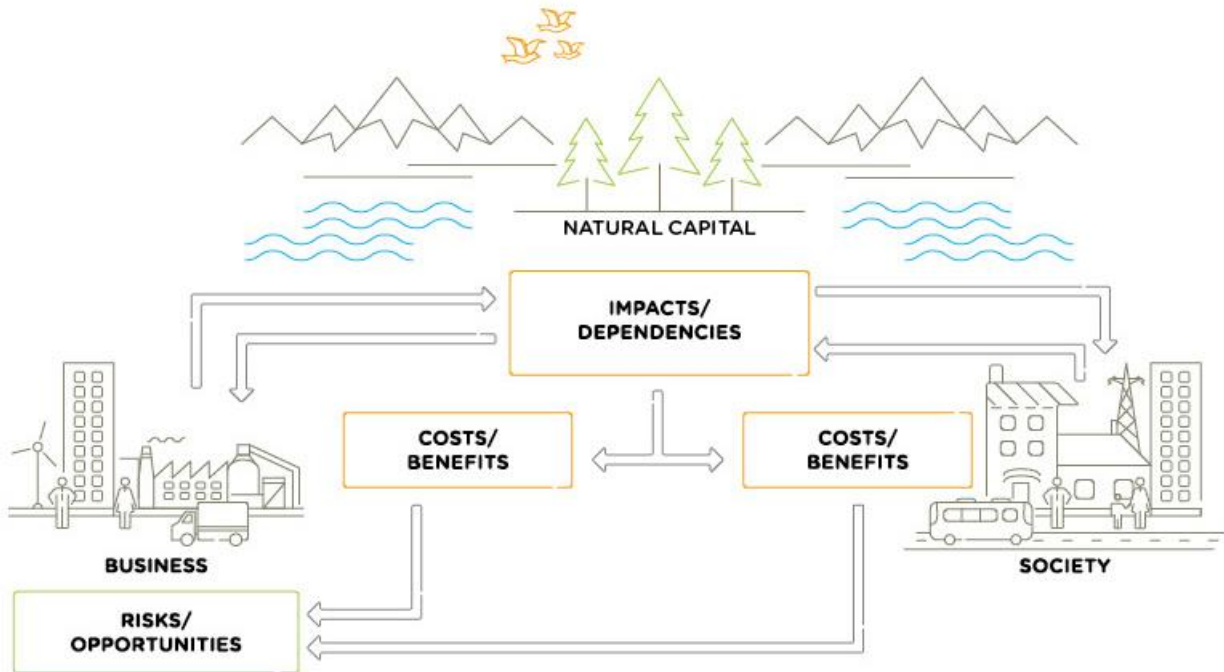 NATURAL CAPITAL
IMPACTS/
DEPENDENCIES
COSTS/
BENEFITS
COSTS/
BENEFITS
BUSINESS
SOCIETY
RISKS/
OPPORTUNITIES